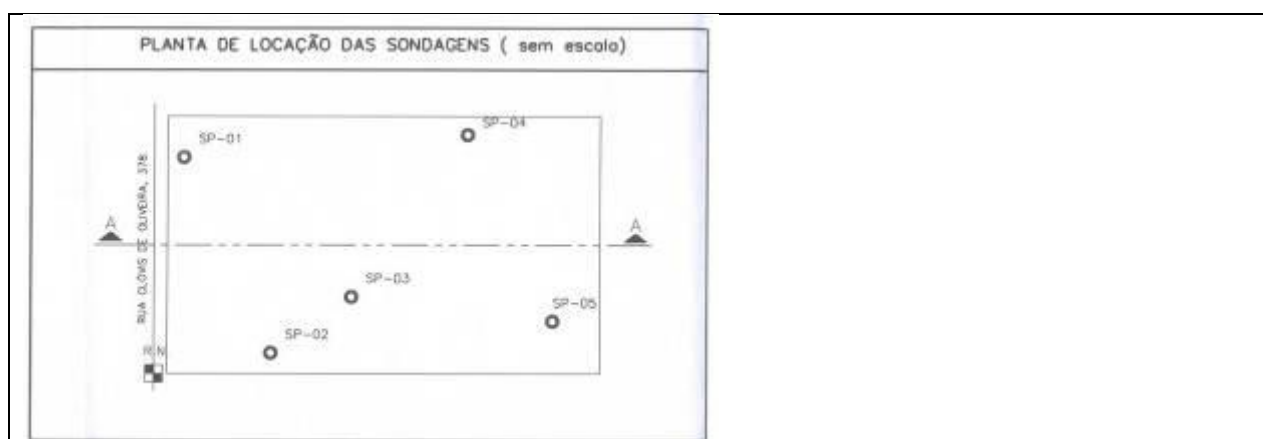 PLANTA DE LOCAÇÃO DAS SONDAGENS ( sem escala)
SP-01
SP-04
RUA CLOVIS DE OLIVEIRA, 378
A
A
SP-03
SP-05
SP-02
RN